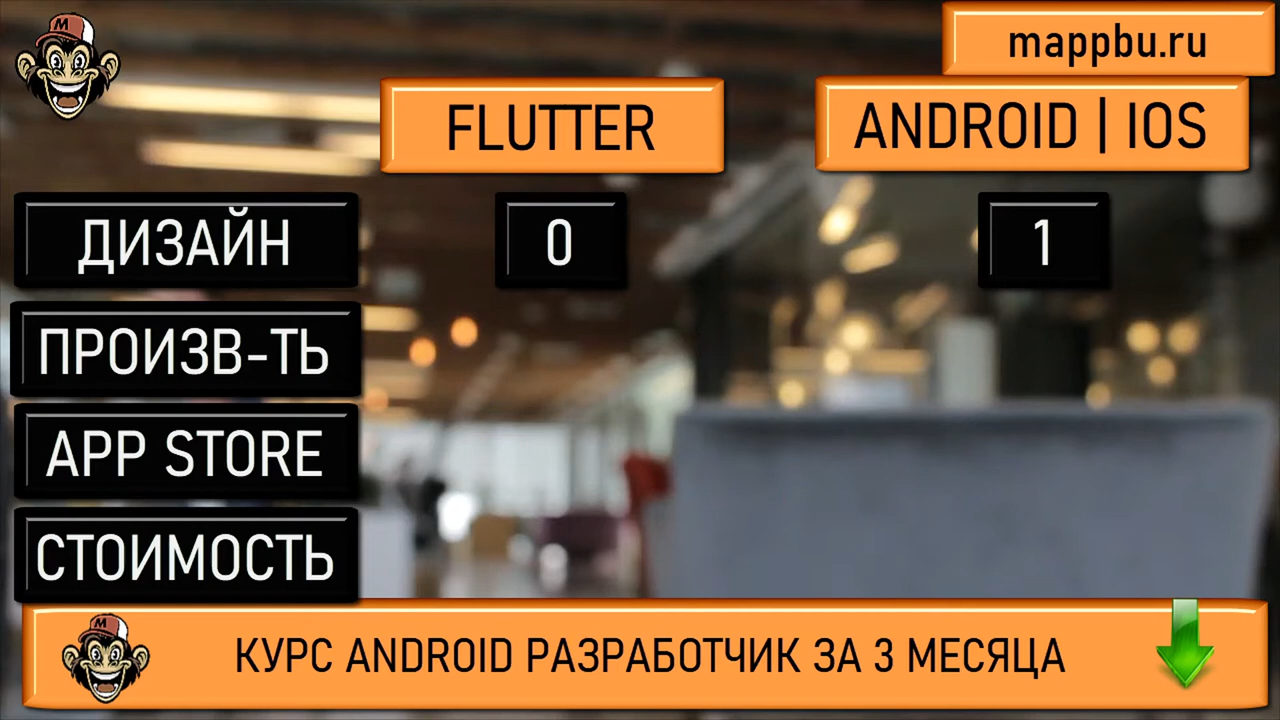 mappbu.ru
FLUTTER
ANDROID | IOS
ДИЗАЙН
0
1
ПРОИЗВ-ТЬ
APP STORE
СТОИМОСТЬ
КУРС ANDROID РАЗРАБОТЧИК ЗА 3 МЕСЯЦА
M
M